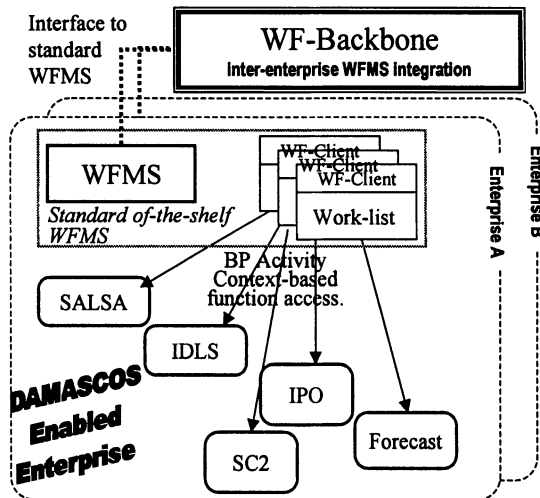 Interface to
standard
WFMS
WF-Backbone
inter-enterprise WFMS integration
WFMS
Standard of-the-shelf
WFMS
WF-Client
WF-Client
WF-Client
Work-list
Enterprise A
Enterprise B
BP Activity
Context-based
function access.
SALSA
IDLS
IPO
SC2
Forecast
DAMASCOS
Enabled
Enterprise